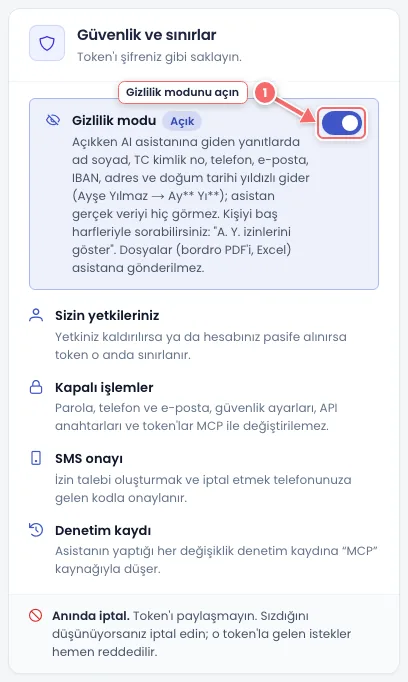 Güvenlik ve sınırlar
Token'ı şifreniz gibi saklayın.
Gizlilik modunu açın
1
Gizlilik modu Açık
Açıkken AI asistanına giden yanıtlarda
ad soyad, TC kimlik no, telefon, e-posta,
IBAN, adres ve doğum tarihi yıldızlı gider
(Ayşe Yılmaz → Ay** Yı**); asistan
gerçek veriyi hiç görmez. Kişiyi baş
harfleriyle sorabilirsiniz: "A. Y. izinlerini
göster". Dosyalar (bordro PDF'i, Excel)
asistana gönderilmez.
Sizin yetkileriniz
Yetkiniz kaldırılırsa ya da hesabınız pasife alınırsa
token o anda sınırlanır.
Kapalı işlemler
Parola, telefon ve e-posta, güvenlik ayarları, API
anahtarları ve token'lar MCP ile değiştirilemez.
SMS onayı
İzin talebi oluşturmak ve iptal etmek telefonunuza
gelen kodla onaylanır.
Denetim kaydı
Asistanın yaptığı her değişiklik denetim kaydına “MCP”
kaynağıyla düşer.
Anında iptal. Token'ı paylaşmayın. Sızdığını
düşünüyorsanız iptal edin; o token'la gelen istekler
hemen reddedilir.